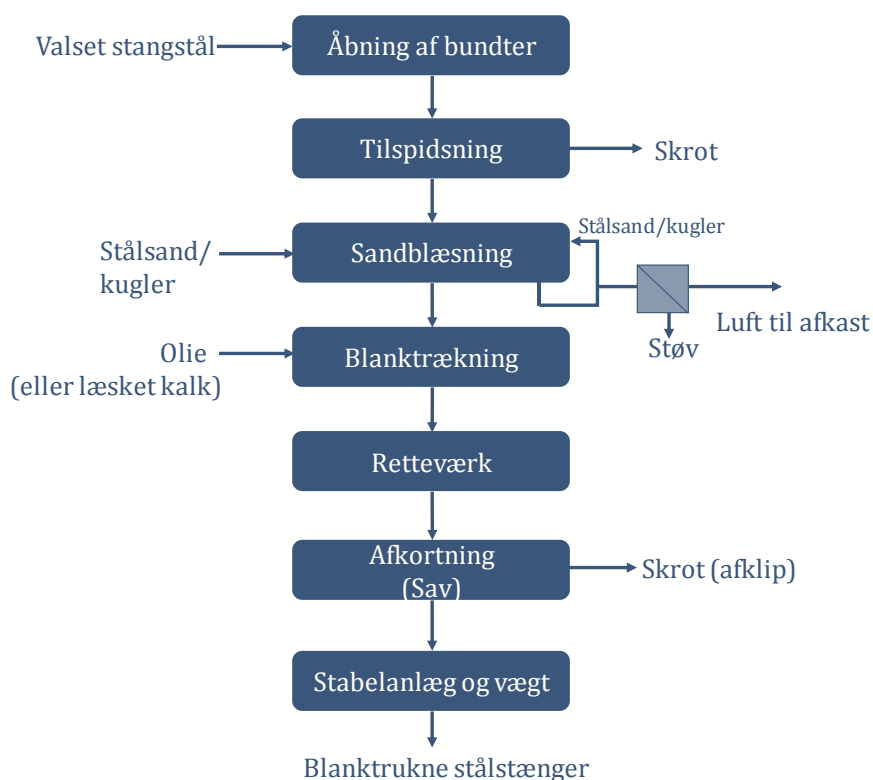 Valset stangstål
Åbning af bundter
Tilspidsning
Skrot
Stålsand/
kugler
Sandblæsning
Stålsand/kugler
Luft til afkast
Støv
Olie
(eller læsket kalk)
Blanktrækning
Retteværk
Afkortning
(Sav)
Skrot (afklip)
Stabelanlæg og vægt
Blanktrukne stålstænger